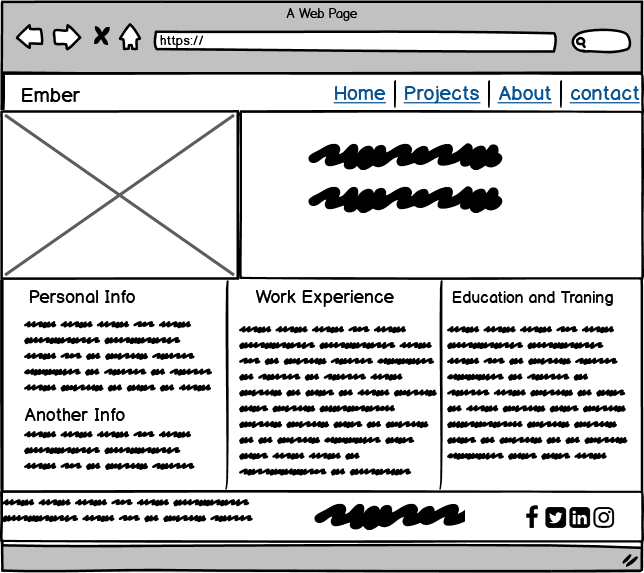 A Web Page
https://
Ember
Home Projects About contact
Personal Info
Work Experience
Education and Traning
Another Info